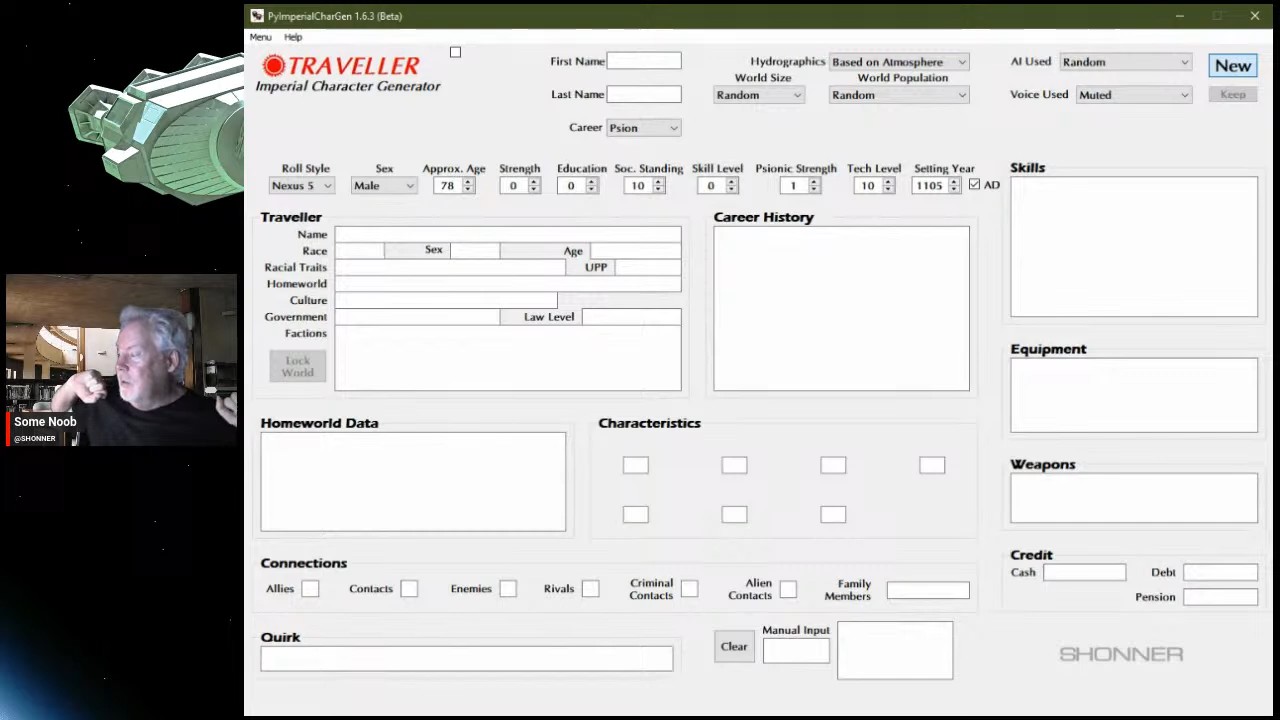 PyImperialCharGen 1.6.3 (Beta)
Menu Help
TRAVELLER
Imperial Character Generator
First Name
Last Name
Career Psion
Hydrographics Based on Atmosphere
World Size World Population
Random Random
AI Used Random
Voice Used Muted
New
Keep
Roll Style Sex Approx. Age Strength Education Soc. Standing Skill Level Psionic Strength Tech Level Setting Year
Nexus 5 Male 78 0 0 10 0 1 10 1105 AD
Traveller
Name
Race Sex Age
Racial Traits UPP
Homeworld
Culture
Government Law Level
Factions
Lock
World
Career History
Skills
Equipment
Weapons
Homeworld Data
Characteristics
Connections
Allies Contacts Enemies Rivals Criminal
Contacts Alien
Contacts Family
Members
Credit
Cash Debt
Pension
Quirk
Clear
Manual Input
SHONNER
Some Noob
@SHONNER